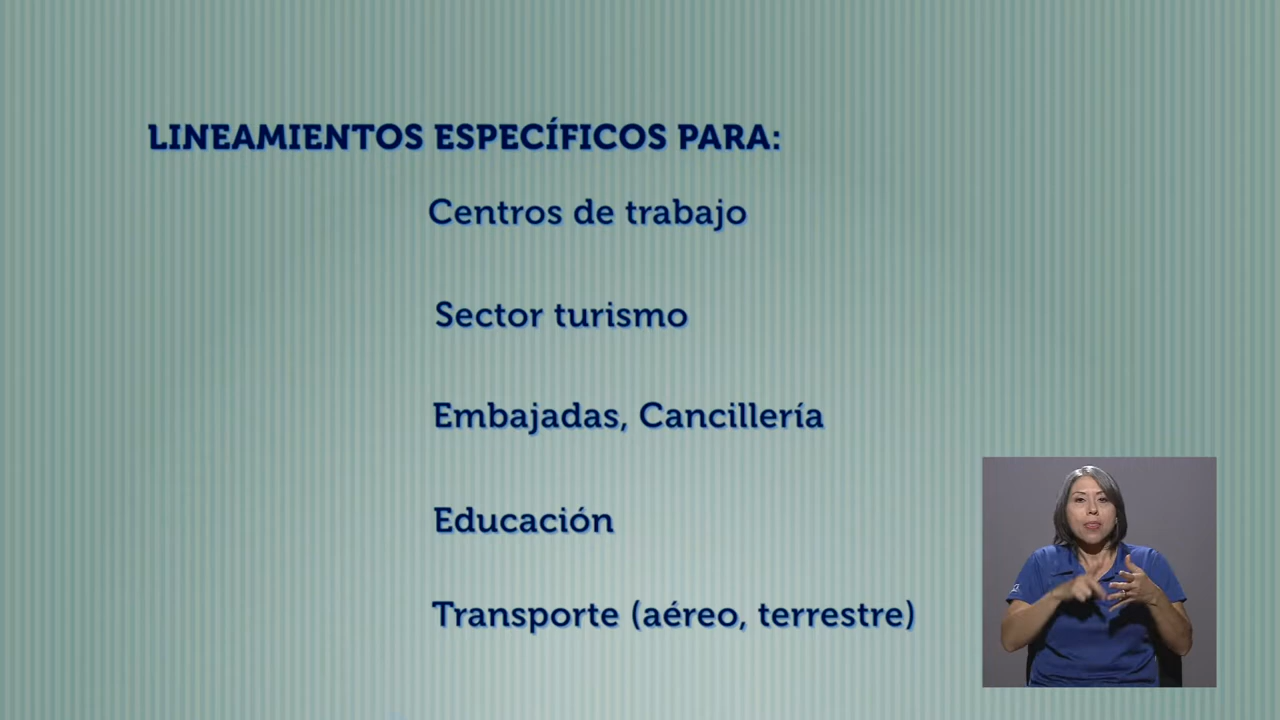 LINEAMIENTOS ESPECÍFICOS PARA:
Centros de trabajo
Sector turismo
Embajadas, Cancillería
Educación
Transporte (aéreo, terrestre)